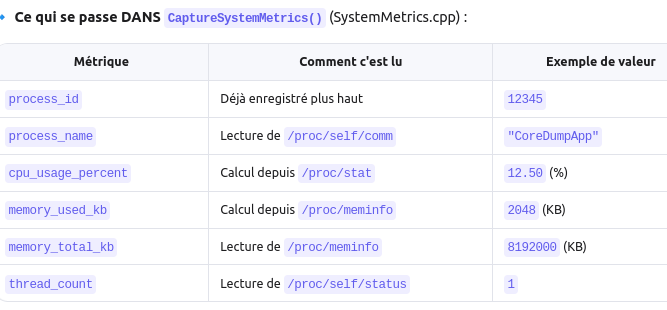 Ce qui se passe DANS CaptureSystemMetrics() (SystemMetrics.cpp) :
Métrique Comment c'est lu Exemple de valeur
process_id Déjà enregistré plus haut 12345
process_name Lecture de /proc/self/comm "CoreDumpApp"
cpu_usage_percent Calcul depuis /proc/stat 12.50 (%)
memory_used_kb Calcul depuis /proc/meminfo 2048 (KB)
memory_total_kb Lecture de /proc/meminfo 8192000 (KB)
thread_count Lecture de /proc/self/status 1